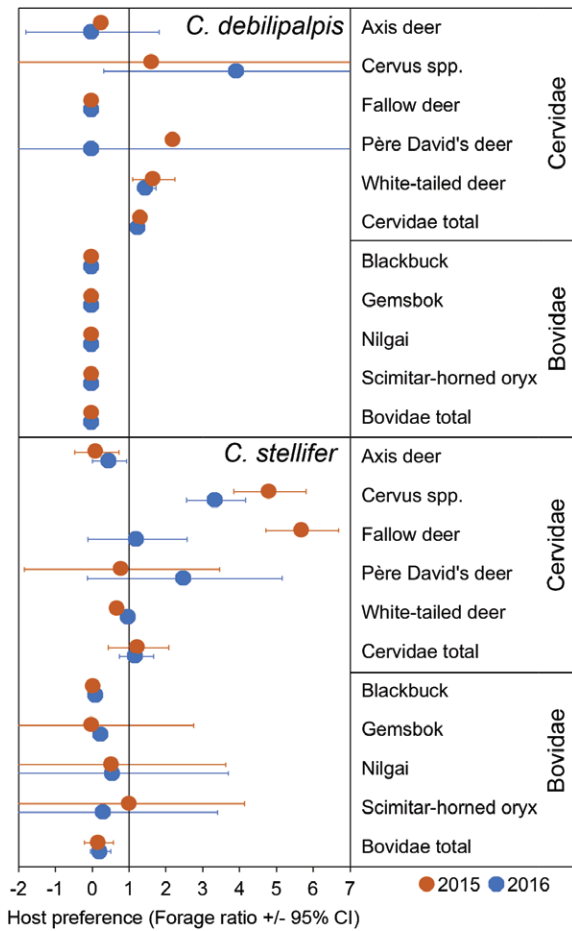 C. debilipalpis
Axis deer
Cervus spp.
Fallow deer
Père David's deer
White-tailed deer
Cervidae total
Cervidae
Blackbuck
Gemsbok
Nilgai
Scimitar-horned oryx
Bovidae total
Bovidae
C. stellifer
Axis deer
Cervus spp.
Fallow deer
Père David's deer
White-tailed deer
Cervidae total
Cervidae
Blackbuck
Gemsbok
Nilgai
Scimitar-horned oryx
Bovidae total
Bovidae
2015 2016
-2 -1 0 1 2 3 4 5 6 7
Host preference (Forage ratio +/- 95% CI)